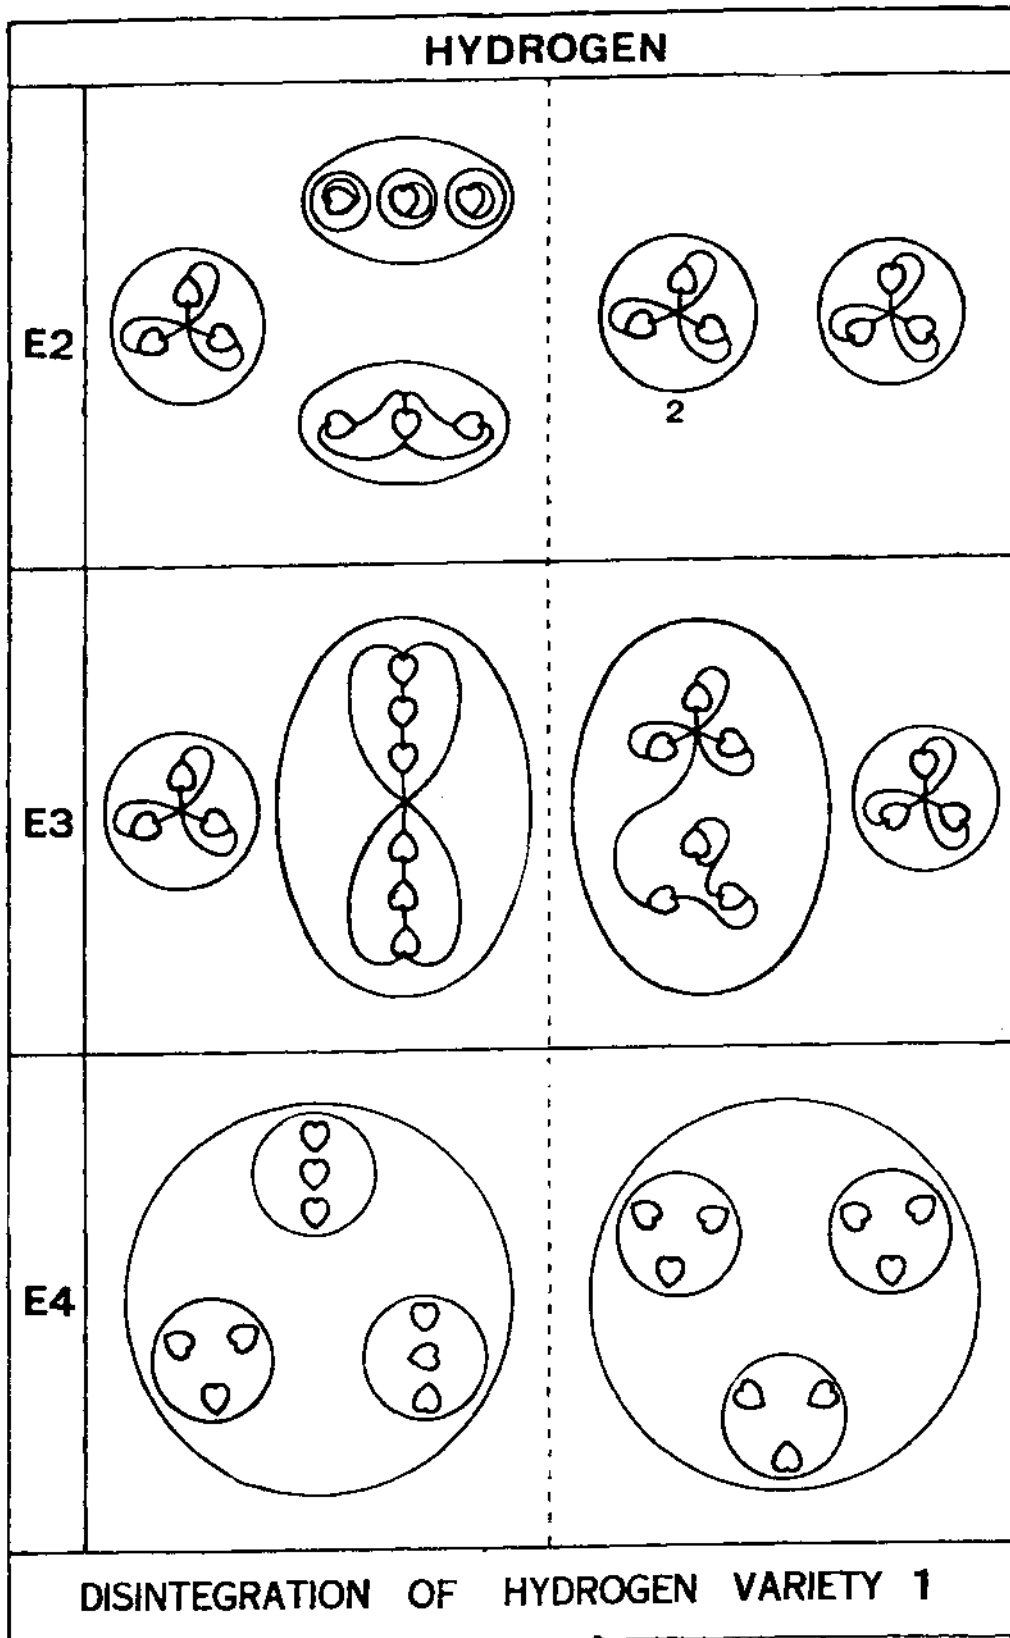 HYDROGEN
E2
2
E3
E4
DISINTEGRATION OF HYDROGEN VARIETY 1